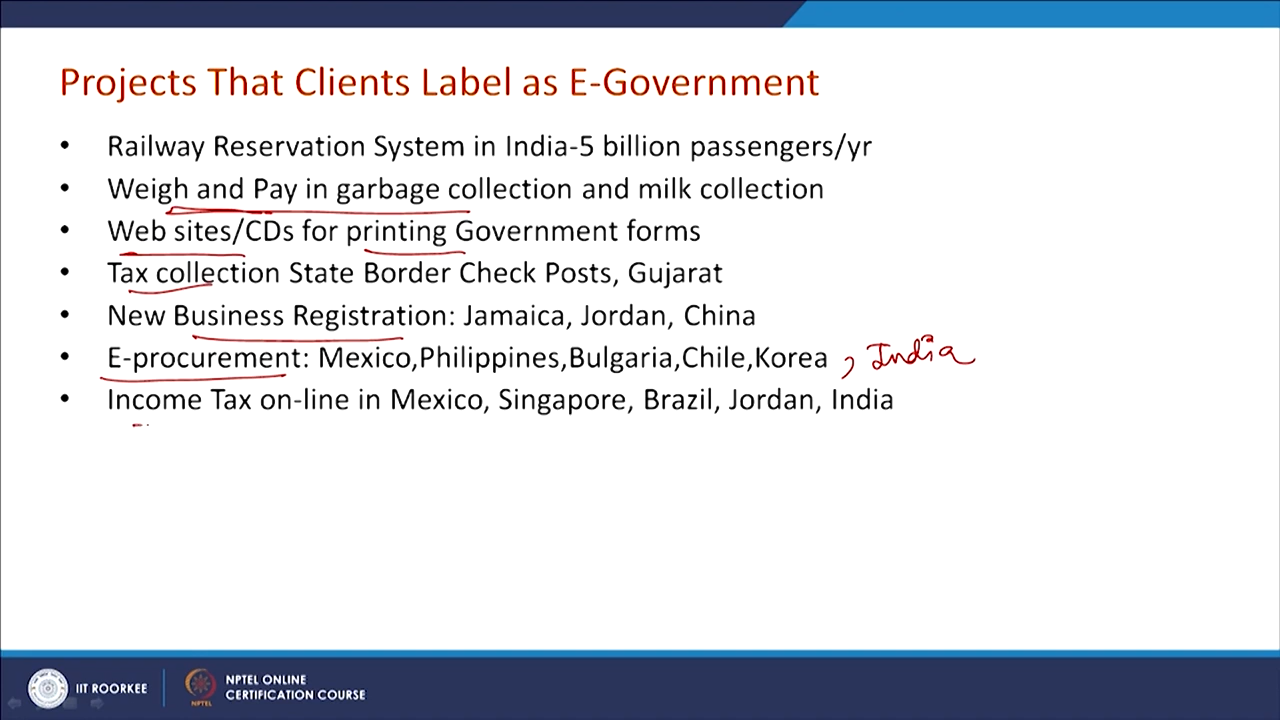 Projects That Clients Label as E-Government
• Railway Reservation System in India-5 billion passengers/yr
• Weigh and Pay in garbage collection and milk collection
• Web sites/CDs for printing Government forms
• Tax collection State Border Check Posts, Gujarat
• New Business Registration: Jamaica, Jordan, China
• E-procurement: Mexico,Philippines,Bulgaria,Chile,Korea , India
• Income Tax on-line in Mexico, Singapore, Brazil, Jordan, India
IIT ROORKEE
NPTEL
NPTEL ONLINE
CERTIFICATION COURSE